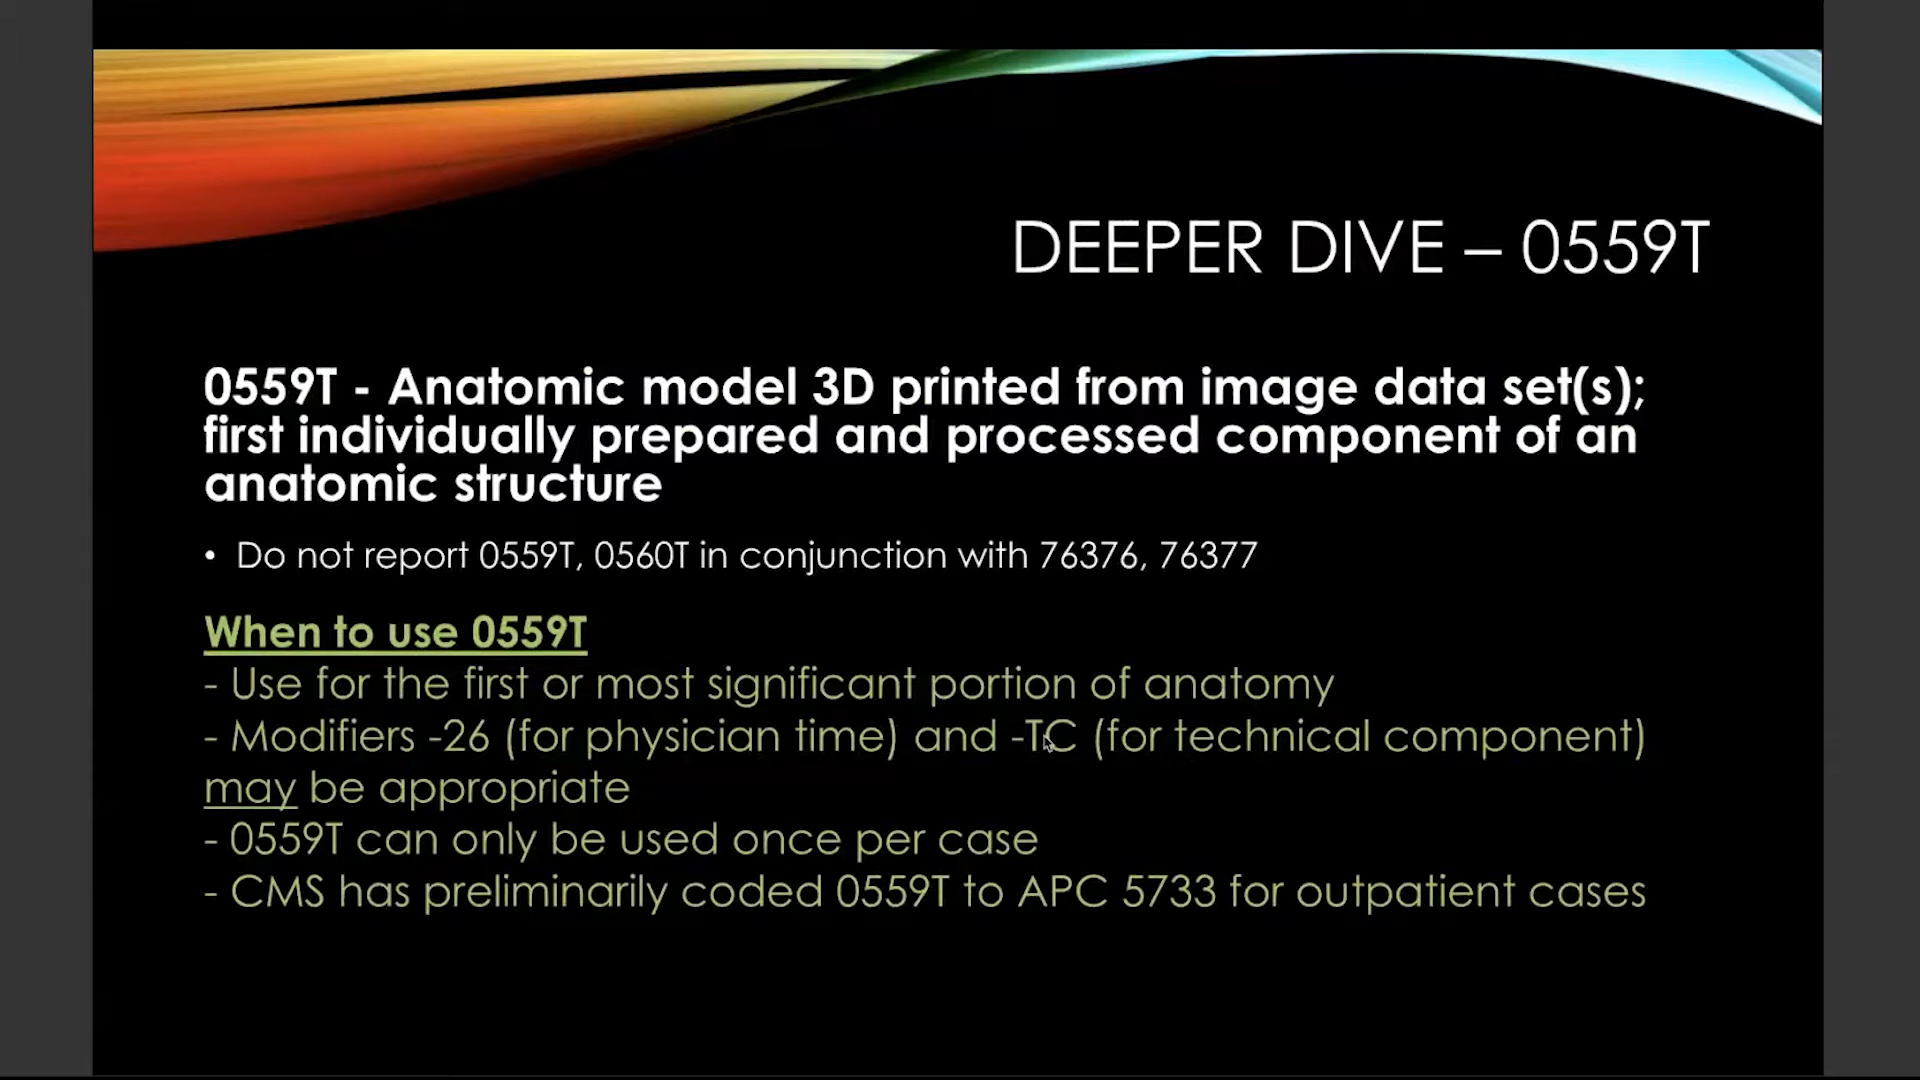 DEEPER DIVE – 0559T
0559T - Anatomic model 3D printed from image data set(s);
first individually prepared and processed component of an
anatomic structure
• Do not report 0559T, 0560T in conjunction with 76376, 76377
When to use 0559T
- Use for the first or most significant portion of anatomy
- Modifiers -26 (for physician time) and -TC (for technical component)
may be appropriate
- 0559T can only be used once per case
- CMS has preliminarily coded 0559T to APC 5733 for outpatient cases